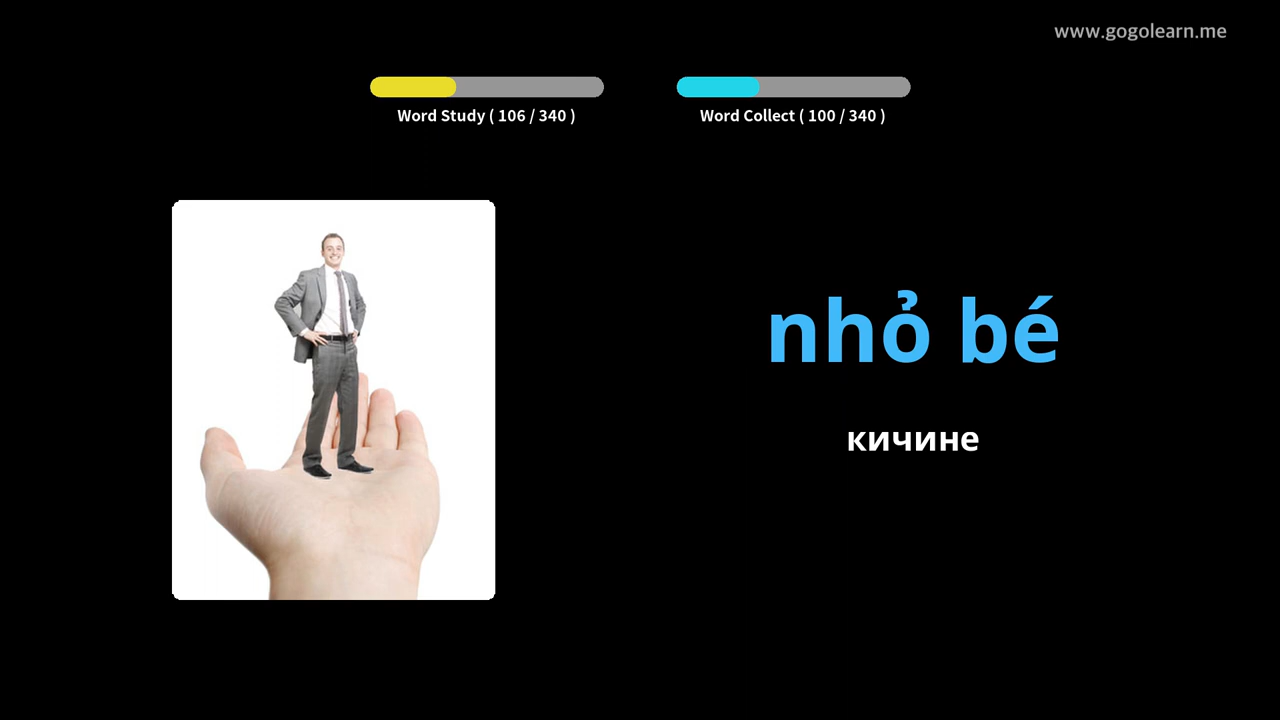 www.gogolearn.me
Word Study ( 106 / 340 )
Word Collect ( 100 / 340 )
nhỏ bé
кичине